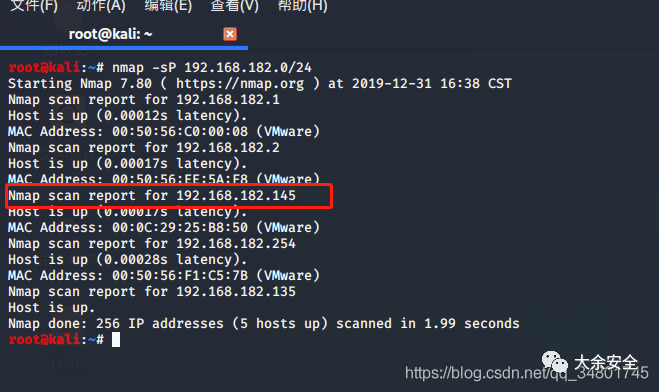 文件(F) 动作(A) 编辑(E) 查看(V) 帮助(H)
root@kali: ~
root@kali:~# nmap -sP 192.168.182.0/24
Starting Nmap 7.80 ( https://nmap.org ) at 2019-12-31 16:38 CST
Nmap scan report for 192.168.182.1
Host is up (0.00012s latency).
MAC Address: 00:50:56:C0:00:08 (VMware)
Nmap scan report for 192.168.182.2
Host is up (0.00017s latency).
MAC Address: 00:50:56:EE:5A:E8 (VMware)
Nmap scan report for 192.168.182.145
Host is up (0.00017s latency).
MAC Address: 00:0C:29:25:B8:50 (VMware)
Nmap scan report for 192.168.182.254
Host is up (0.00028s latency).
MAC Address: 00:50:56:F1:C5:7B (VMware)
Nmap scan report for 192.168.182.135
Host is up.
Nmap done: 256 IP addresses (5 hosts up) scanned in 1.99 seconds
root@kali:~#
大余安全
https://blog.csdn.net/qq_34801745